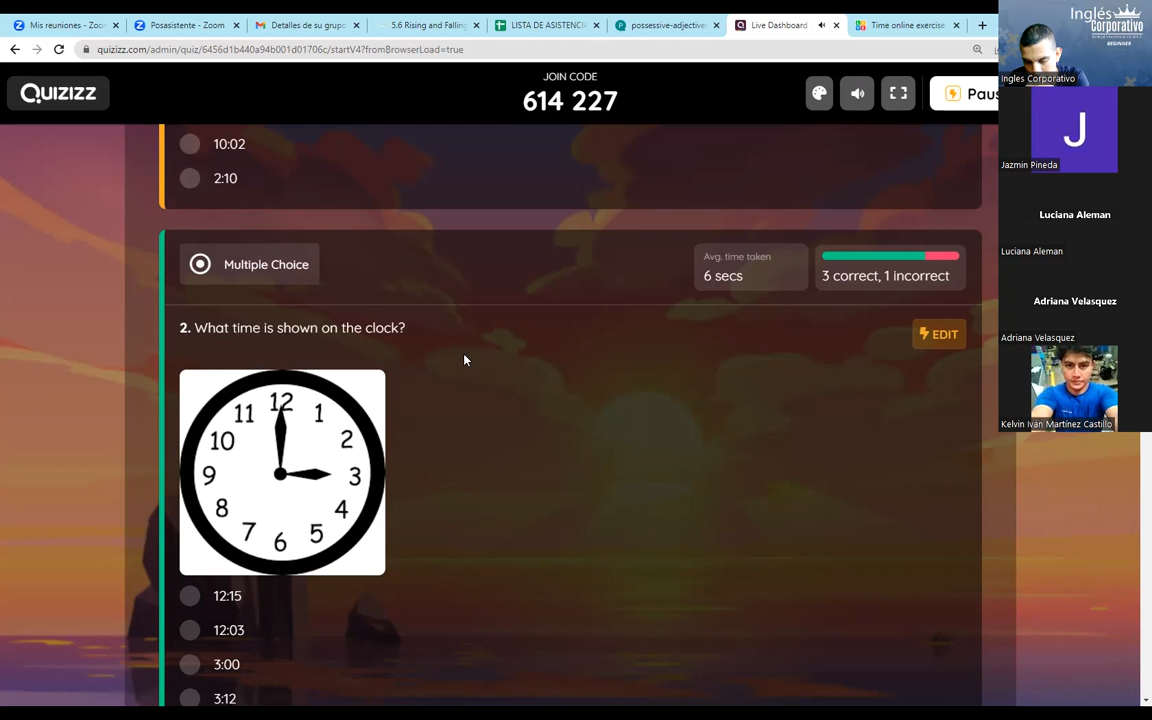 Mis reuniones - Zoo
Posasistente - Zoom
Detalles de su grupo
5.6 Rising and Falling
LISTA DE ASISTENCI
possessive-adjective
Live Dashboard
Time online exercise
quizizz.com/admin/quiz/6456d1b440a94b001d01706c/startV4?fromBrowserLoad=true
Quizizz
JOIN CODE
614 227
Paus
10:02
2:10
Multiple Choice
Avg. time taken
6 secs
3 correct, 1 incorrect
2. What time is shown on the clock?
EDIT
12
11
1
10
2
9
3
8
4
7
5
6
12:15
12:03
3:00
3:12
Inglés
Corporativo
BEGINNER
Ingles Corporativo
J
Jazmin Pineda
Luciana Aleman
Luciana Aleman
Adriana Velasquez
Adriana Velasquez
Kelvin Iván Martínez Castillo